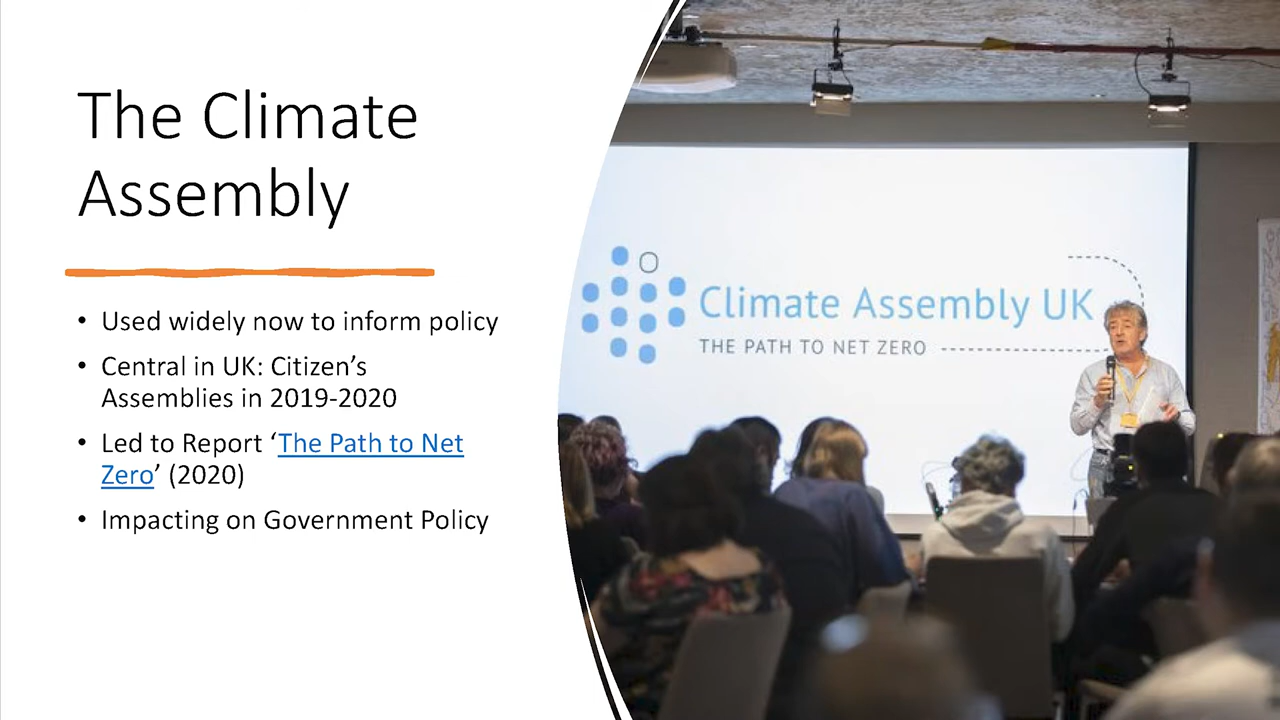 The Climate
Assembly
• Used widely now to inform policy
• Central in UK: Citizen’s
Assemblies in 2019-2020
• Led to Report ‘The Path to Net
Zero’ (2020)
• Impacting on Government Policy
Climate Assembly UK
THE PATH TO NET ZERO